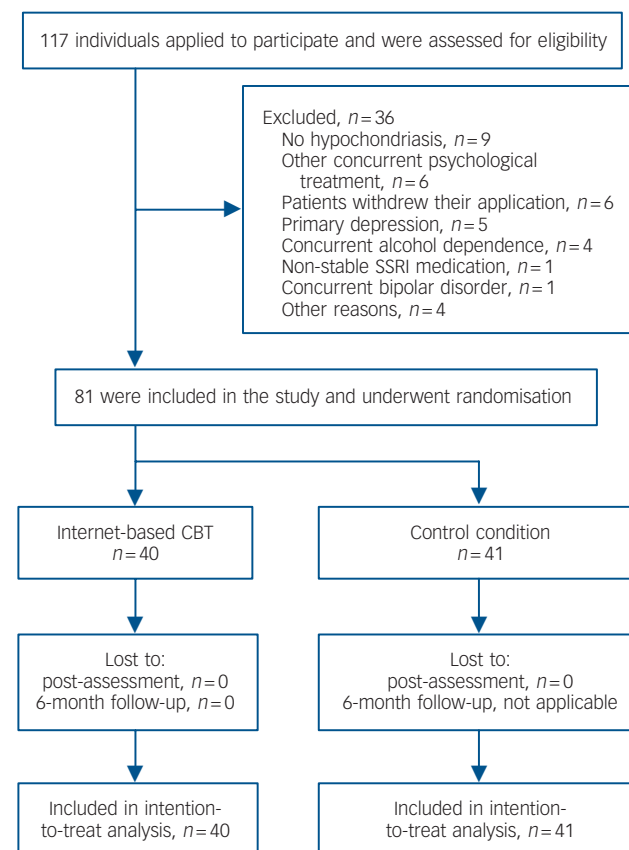 117 individuals applied to participate and were assessed for eligibility
Excluded, n=36
No hypochondriasis, n=9
Other concurrent psychological
treatment, n=6
Patients withdrew their application, n=6
Primary depression, n=5
Concurrent alcohol dependence, n=4
Non-stable SSRI medication, n=1
Concurrent bipolar disorder, n=1
Other reasons, n=4
81 were included in the study and underwent randomisation
Internet-based CBT
n=40
Control condition
n=41
Lost to:
post-assessment, n=0
6-month follow-up, n=0
Lost to:
post-assessment, n=0
6-month follow-up, not applicable
Included in intention-
to-treat analysis, n=40
Included in intention-
to-treat analysis, n=41